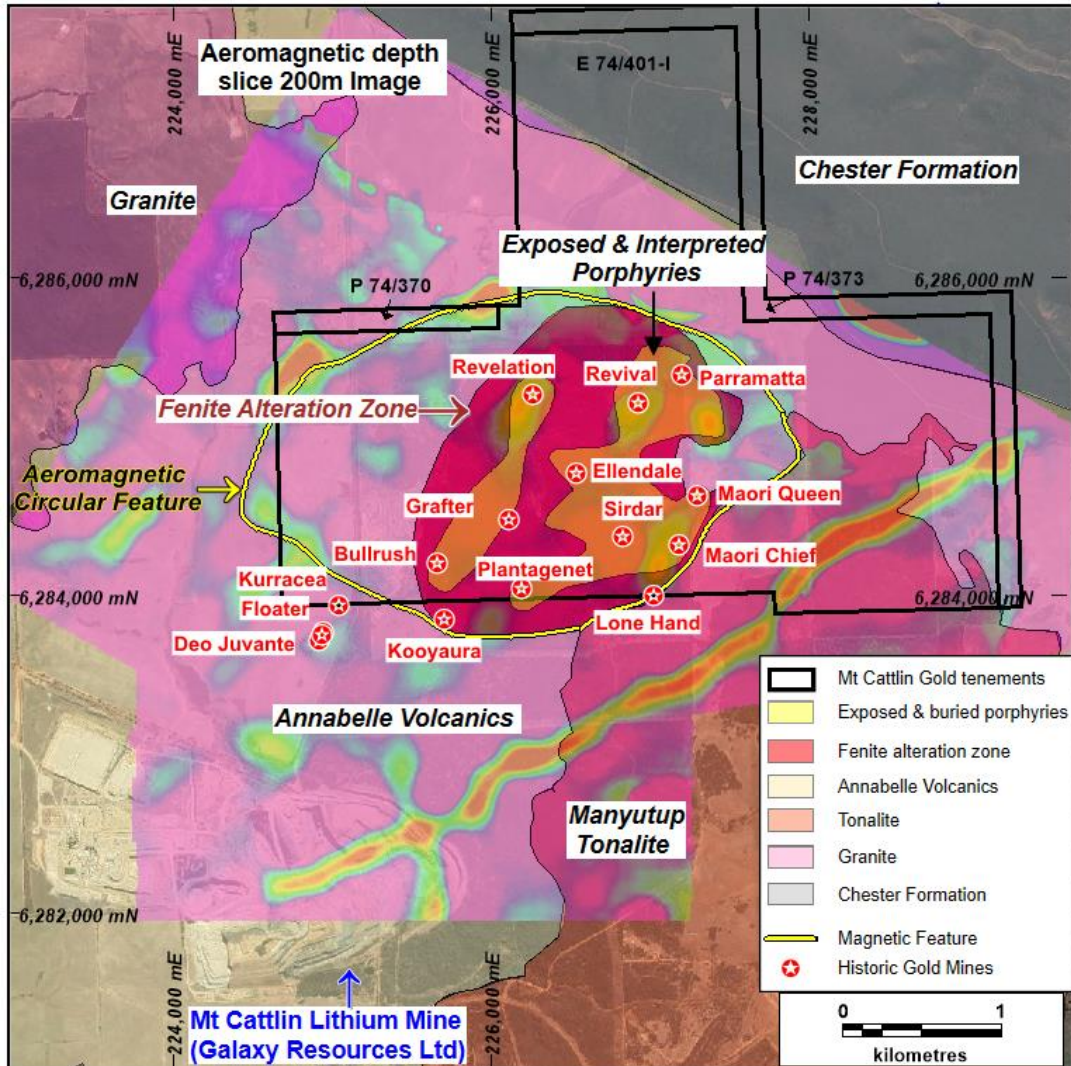 224,000 mE
Aeromagnetic depth
slice 200m Image
226,000 mE
E 74/401-I
228,000 mE
Chester Formation
Granite
Exposed & Interpreted
Porphyries
6,286,000 mN
P 74/370
P 74/373
6,286,000 mN
Revelation
Revival
Parramatta
Fenite Alteration Zone
Aeromagnetic
Circular Feature
Ellendale
Maori Queen
Grafter
Sirdar
Bullrush
Plantagenet
Maori Chief
Kurracea
6,284,000 mN
Floater
Lone Hand
6,284,000 mN
Deo Juvante
Kooyaura
Annabelle Volcanics
Manyutup
Tonalite
6,282,000 mN
224,000 mE
226,000 mE
Mt Cattlin Lithium Mine
(Galaxy Resources Ltd)
Mt Cattlin Gold tenements
Exposed & buried porphyries
Fenite alteration zone
Annabelle Volcanics
Tonalite
Granite
Chester Formation
Magnetic Feature
Historic Gold Mines
0 1
kilometres